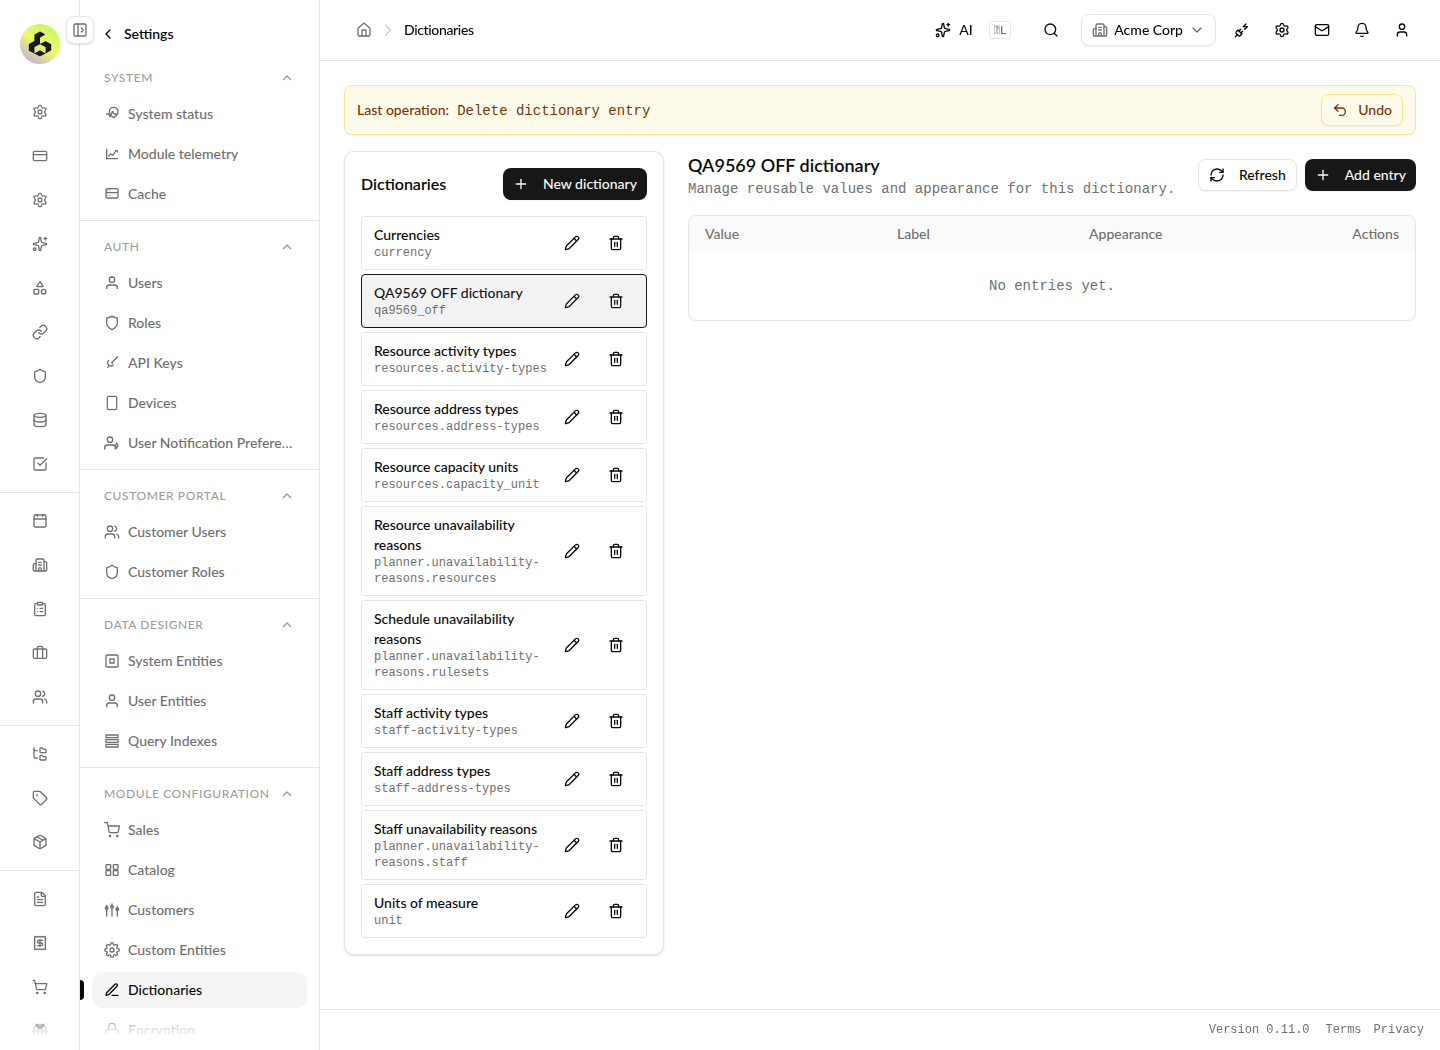 Settings
Dictionaries
AI
L
Acme Corp
SYSTEM
System status
Module telemetry
Cache
AUTH
Users
Roles
API Keys
Devices
User Notification Prefere...
CUSTOMER PORTAL
Customer Users
Customer Roles
DATA DESIGNER
System Entities
User Entities
Query Indexes
MODULE CONFIGURATION
Sales
Catalog
Customers
Custom Entities
Dictionaries
Encryption
Last operation: Delete dictionary entry
Undo
Dictionaries
New dictionary
Currencies
currency
QA9569 OFF dictionary
qa9569_off
Resource activity types
resources.activity-types
Resource address types
resources.address-types
Resource capacity units
resources.capacity_unit
Resource unavailability
reasons
planner.unavailability-
reasons.resources
Schedule unavailability
reasons
planner.unavailability-
reasons.rulesets
Staff activity types
staff-activity-types
Staff address types
staff-address-types
Staff unavailability reasons
planner.unavailability-
reasons.staff
Units of measure
unit
QA9569 OFF dictionary
Manage reusable values and appearance for this dictionary.
Refresh
Add entry
Value Label Appearance Actions
No entries yet.
Version 0.11.0 Terms Privacy